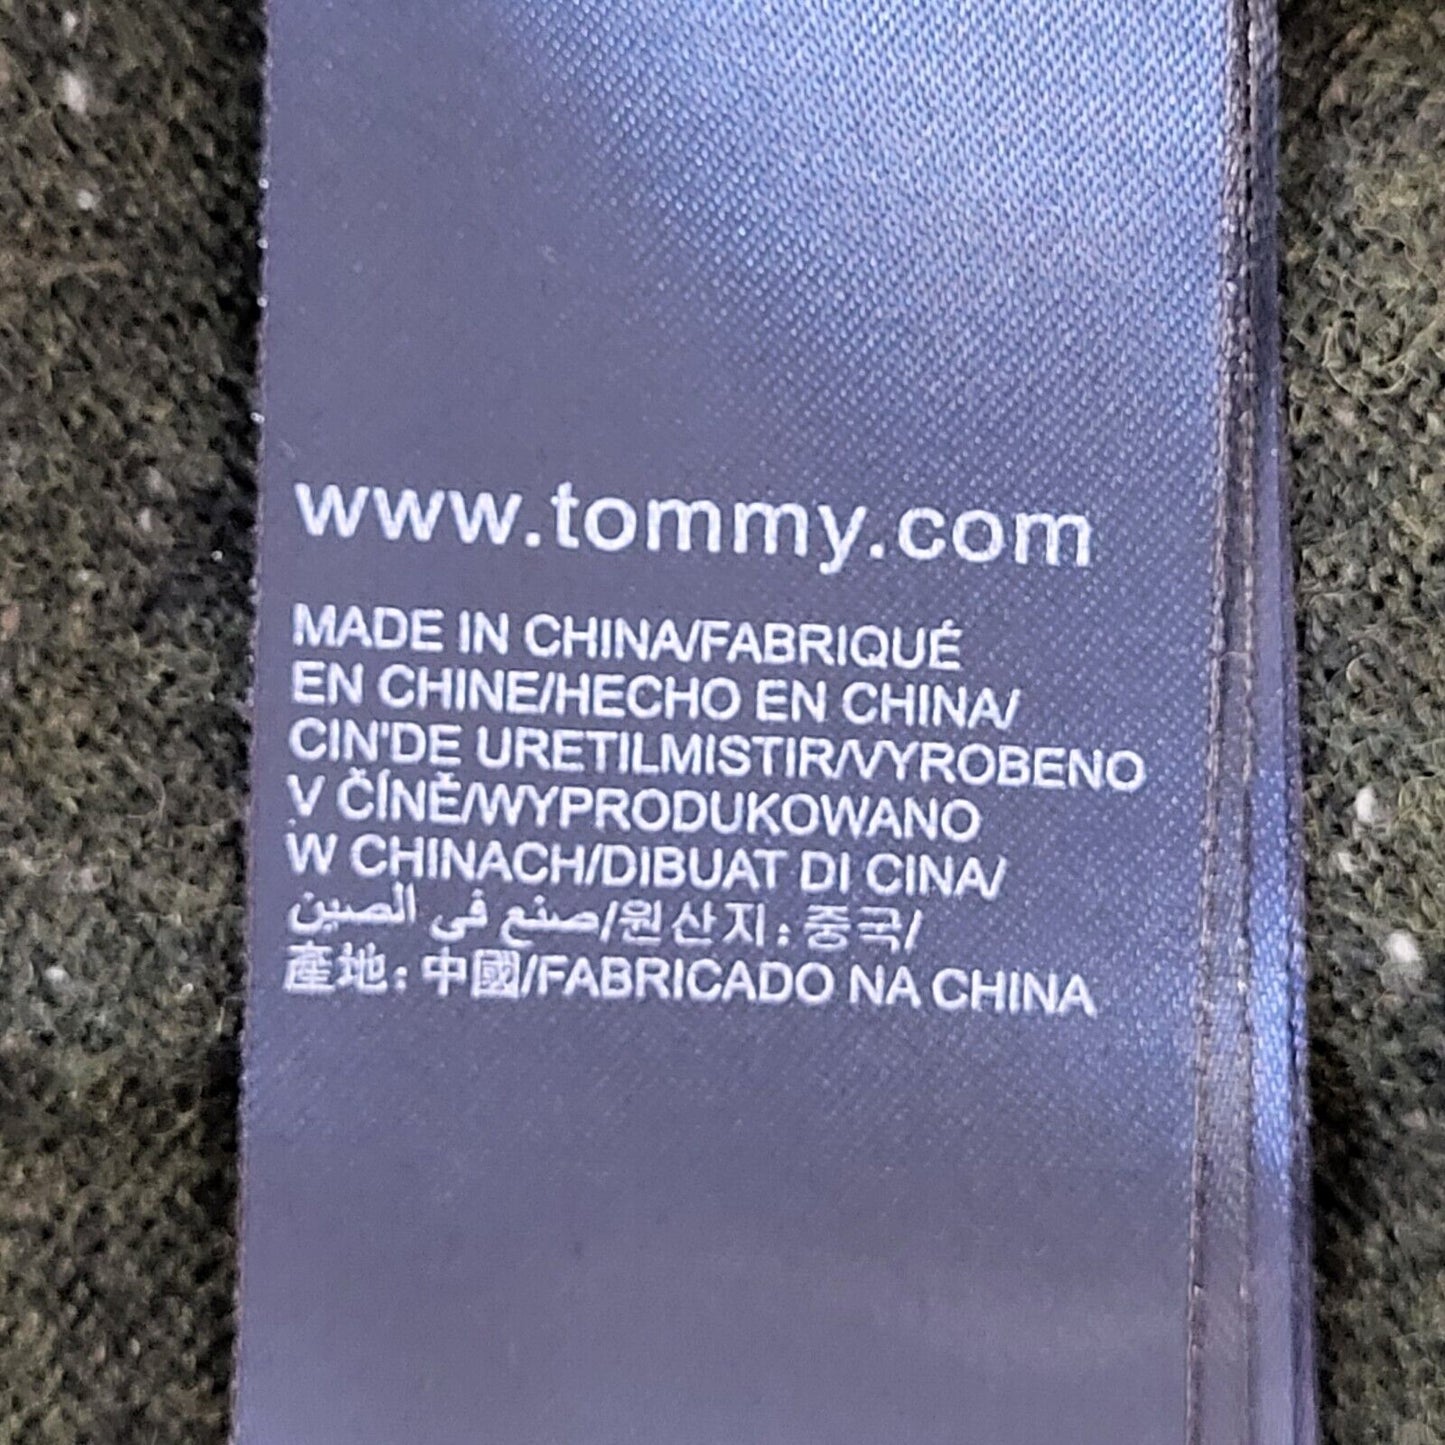 www.tommy.com
MADE IN CHINA/FABRIQUÉ
EN CHINE/HECHO EN CHINA/
CIN'DE URETILMISTIR/VYROBENO
V ČÍNĚ/WYPRODUKOWANO
W CHINACH/DIBUAT DI CINA/
صنع في الصين/원산지: 중국/
產地: 中國/FABRICADO NA CHINA